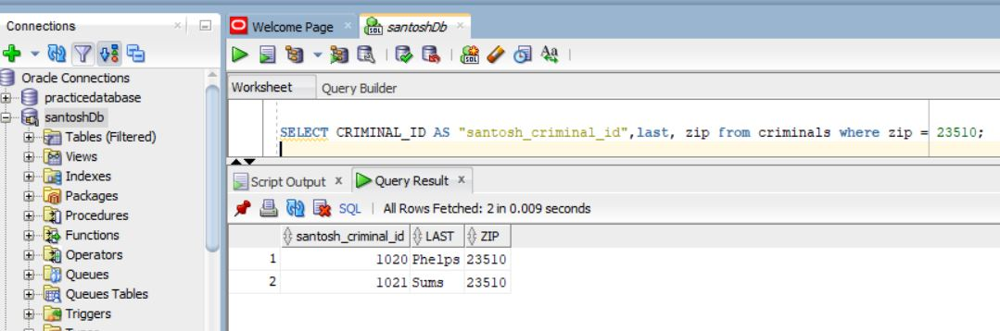 Connections
Welcome Page
santoshDb
Oracle Connections
practicedatabase
santoshDb
Tables (Filtered)
Views
Indexes
Packages
Procedures
Functions
Operators
Queues
Queues Tables
Triggers
Worksheet Query Builder
SELECT CRIMINAL_ID AS "santosh_criminal_id",last, zip from criminals where zip = 23510;
Script Output x Query Result x
SQL | All Rows Fetched: 2 in 0.009 seconds
santosh_criminal_id LAST ZIP
1 1020 Phelps 23510
2 1021 Sums 23510